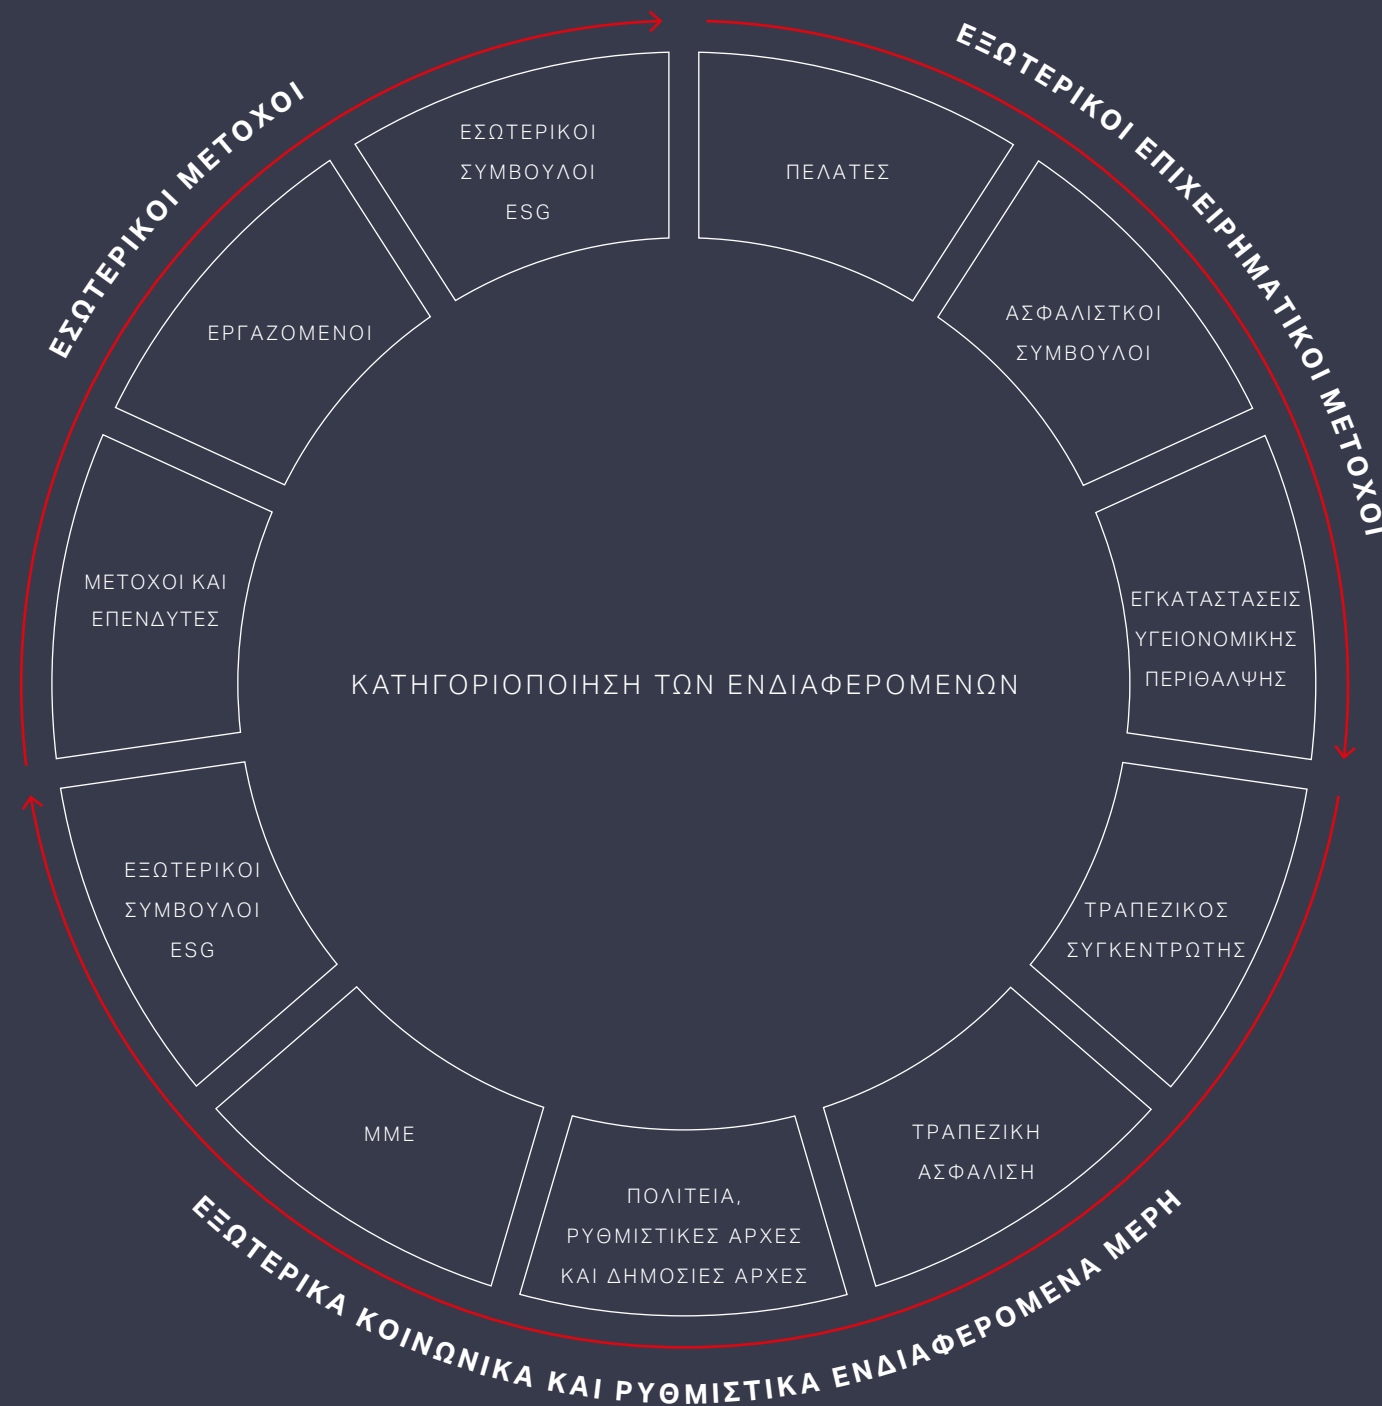 ΕΣΩΤΕΡΙΚΟΙ ΜΕΤΟΧΟΙ
ΕΞΩΤΕΡΙΚΟΙ ΕΠΙΧΕΙΡΗΜΑΤΙΚΟΙ ΜΕΤΟΧΟΙ
ΕΣΩΤΕΡΙΚΟΙ
ΣΥΜΒΟΥΛΟΙ
ESG
ΠΕΛΑΤΕΣ
ΑΣΦΑΛΙΣΤΚΟΙ
ΣΥΜΒΟΥΛΟΙ
ΕΓΚΑΤΑΣΤΑΣΕΙΣ
ΥΓΕΙΟΝΟΜΙΚΗΣ
ΠΕΡΙΘΑΛΨΗΣ
ΤΡΑΠΕΖΙΚΟΣ
ΣΥΓΚΕΝΤΡΩΤΗΣ
ΤΡΑΠΕΖΙΚΗ
ΑΣΦΑΛΙΣΗ
ΠΟΛΙΤΕΙΑ,
ΡΥΘΜΙΣΤΙΚΕΣ ΑΡΧΕΣ
ΚΑΙ ΔΗΜΟΣΙΕΣ ΑΡΧΕΣ
ΜΜΕ
ΕΞΩΤΕΡΙΚΟΙ
ΣΥΜΒΟΥΛΟΙ
ESG
ΜΕΤΟΧΟΙ ΚΑΙ
ΕΠΕΝΔΥΤΕΣ
ΕΡΓΑΖΟΜΕΝΟΙ
ΚΑΤΗΓΟΡΙΟΠΟΙΗΣΗ ΤΩΝ ΕΝΔΙΑΦΕΡΟΜΕΝΩΝ
ΕΞΩΤΕΡΙΚΑ ΚΟΙΝΩΝΙΚΑ ΚΑΙ ΡΥΘΜΙΣΤΙΚΑ ΕΝΔΙΑΦΕΡΟΜΕΝΑ ΜΕΡΗ